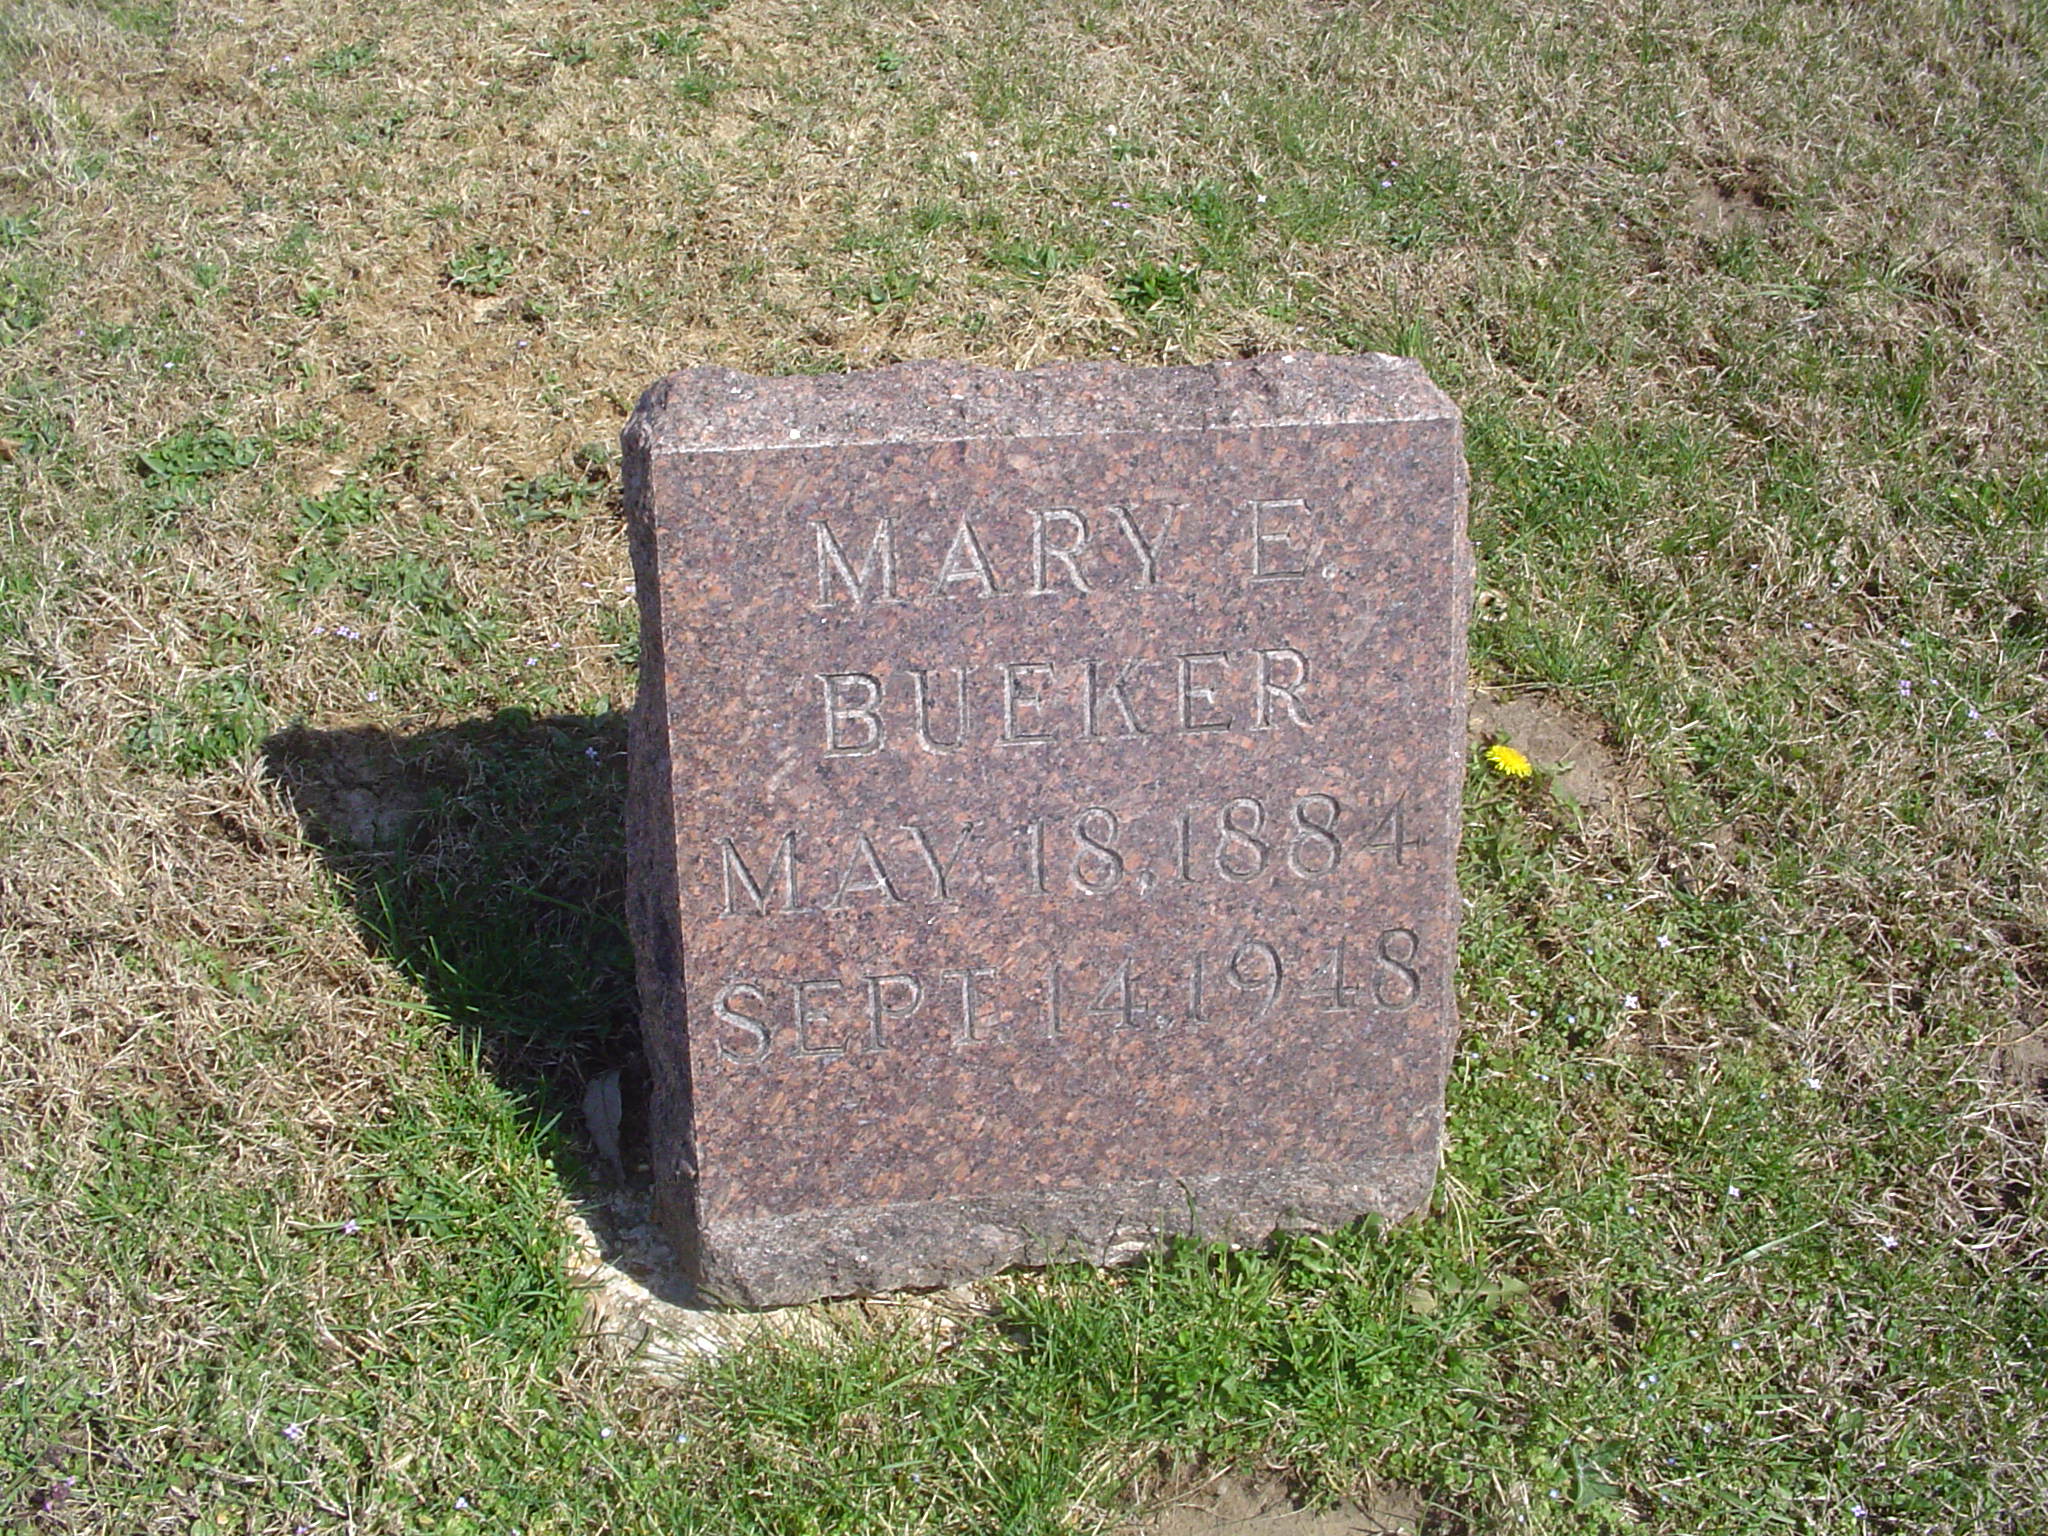 MARY E.
BUEKER
MAY 18, 1884
SEPT. 14, 1948